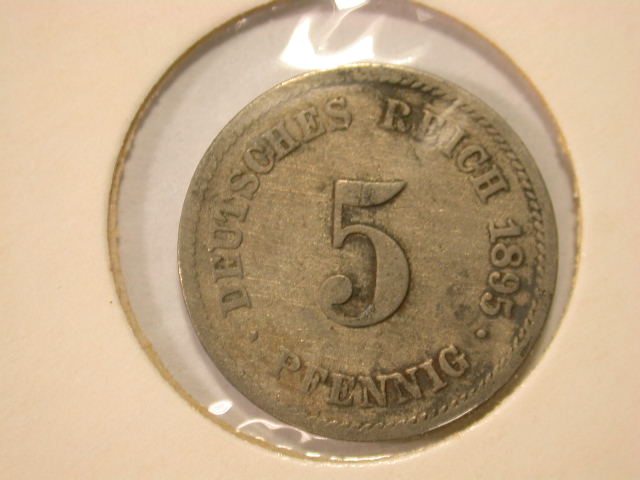 DEUTSCHES REICH 1895.
5
· PFENNIG